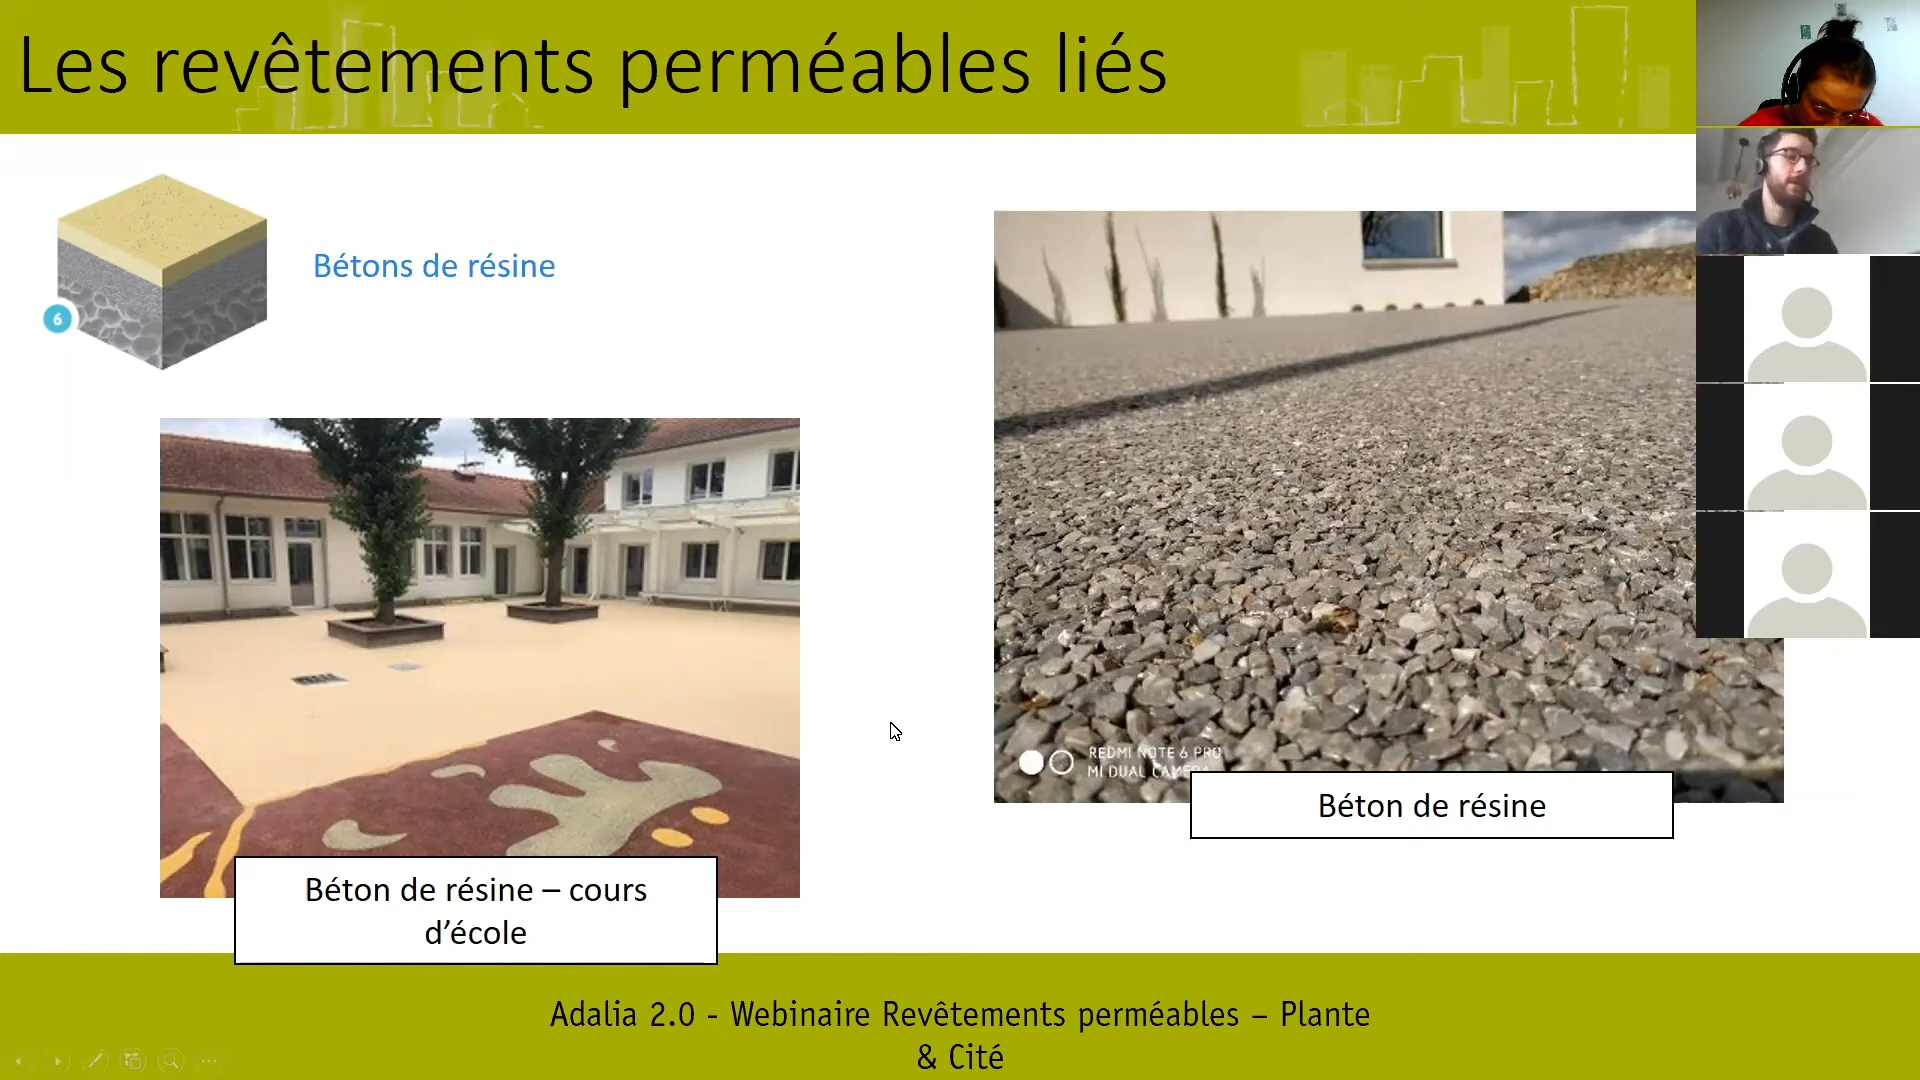 Les revêtements perméables liés
6
Bétons de résine
REDMI NOTE 6 PRO
MI DUAL CAMERA
Béton de résine
Béton de résine – cours
d’école
Adalia 2.0 - Webinaire Revêtements perméables – Plante
& Cité